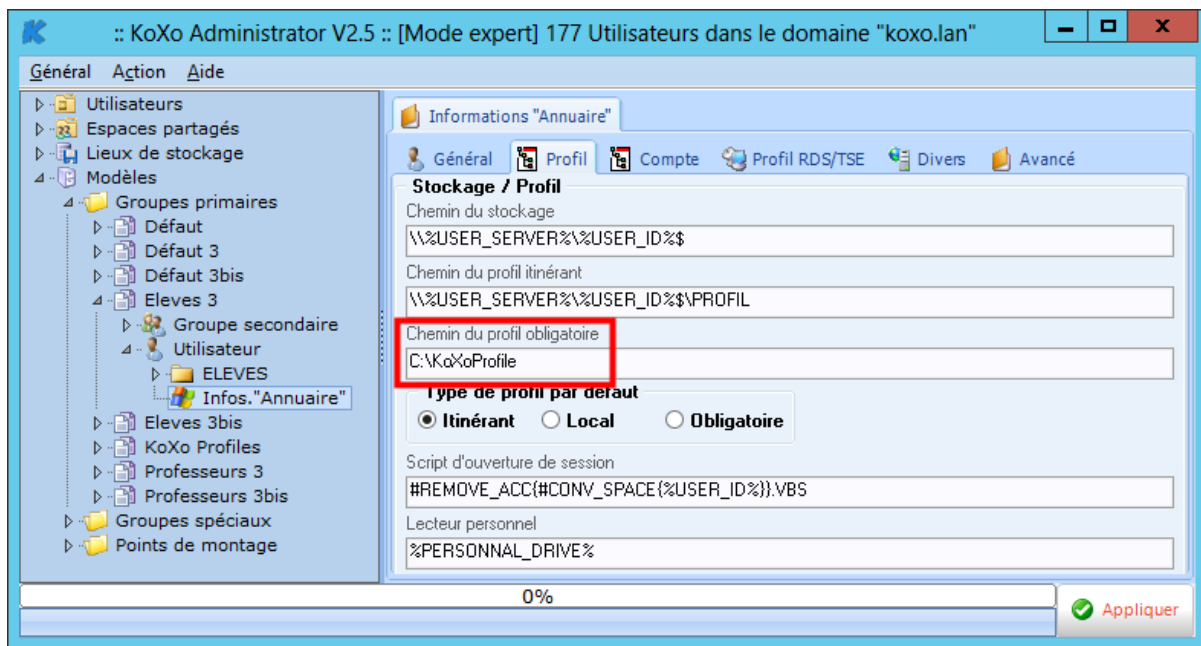 :: KoXo Administrator V2.5 :: [Mode expert] 177 Utilisateurs dans le domaine "koxo.lan"
Général Action Aide
Utilisateurs
Espaces partagés
Lieux de stockage
Modèles
Groupes primaires
Défaut
Défaut 3
Défaut 3bis
Eleves 3
Groupe secondaire
Utilisateur
ELEVES
Infos."Annuaire"
Eleves 3bis
KoXo Profiles
Professeurs 3
Professeurs 3bis
Groupes spéciaux
Points de montage
Informations "Annuaire"
Général Profil Compte Profil RDS/TSE Divers Avancé
Stockage / Profil
Chemin du stockage
\\%USER_SERVER%\%USER_ID%$
Chemin du profil itinérant
\\%USER_SERVER%\%USER_ID%$\PROFIL
Chemin du profil obligatoire
C:\KoXoProfile
Type de profil par défaut
Itinérant Local Obligatoire
Script d'ouverture de session
#REMOVE_ACC{#CONV_SPACE{%USER_ID%}}.VBS
Lecteur personnel
%PERSONNAL_DRIVE%
0%
Appliquer